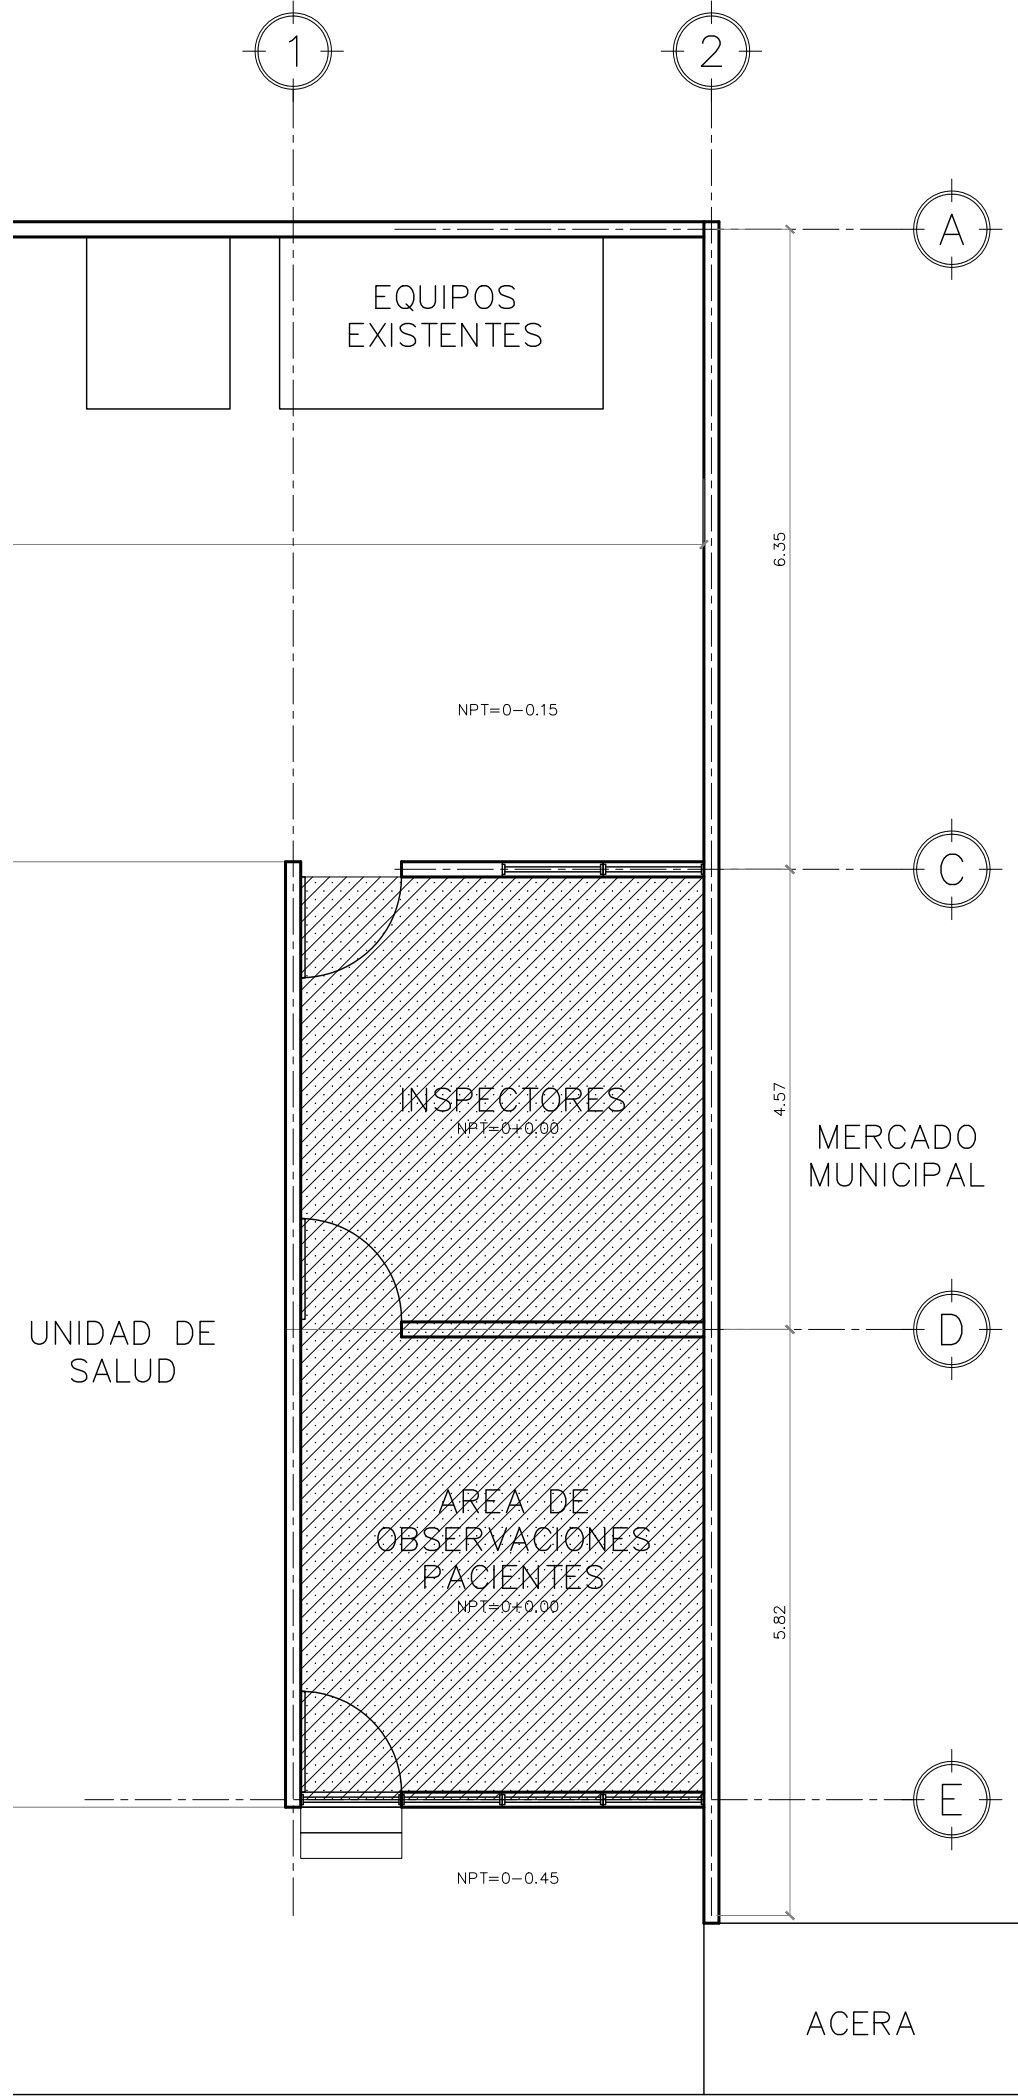 1
2
A
EQUIPOS
EXISTENTES
6.35
NPT=0-0.15
C
INSPECTORES
NPT=0+0.00
4.57
MERCADO
MUNICIPAL
UNIDAD DE
SALUD
D
AREA DE
OBSERVACIONES
PACIENTES
NPT=0+0.00
5.82
E
NPT=0-0.45
ACERA